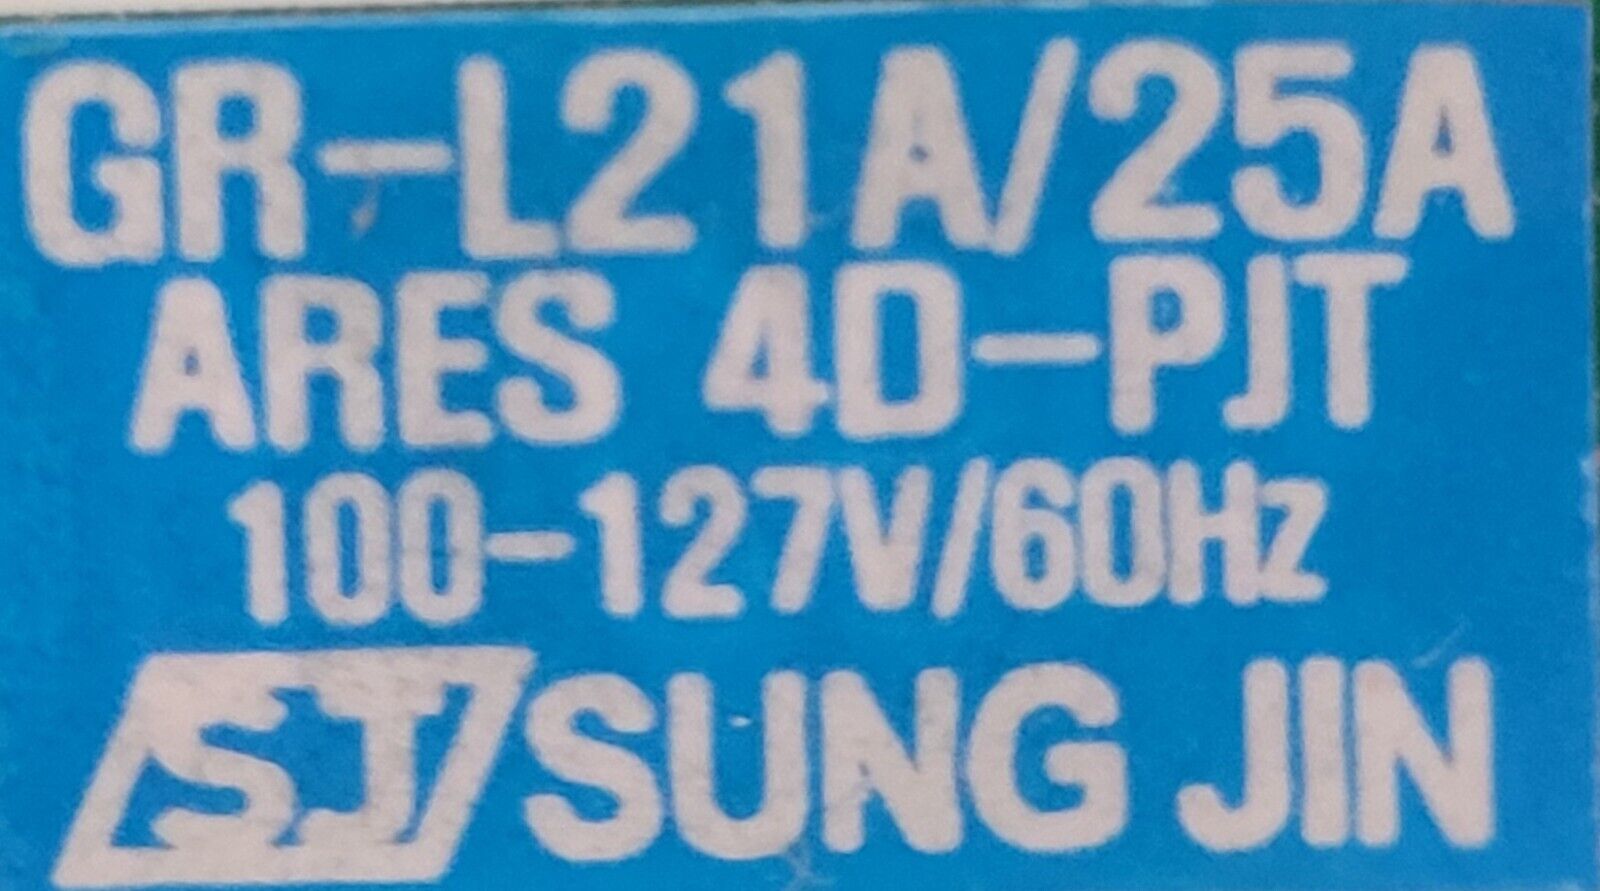 GR-L21A/25A
ARES 4D-PJT
100-127V/60Hz
SJ SUNG JIN